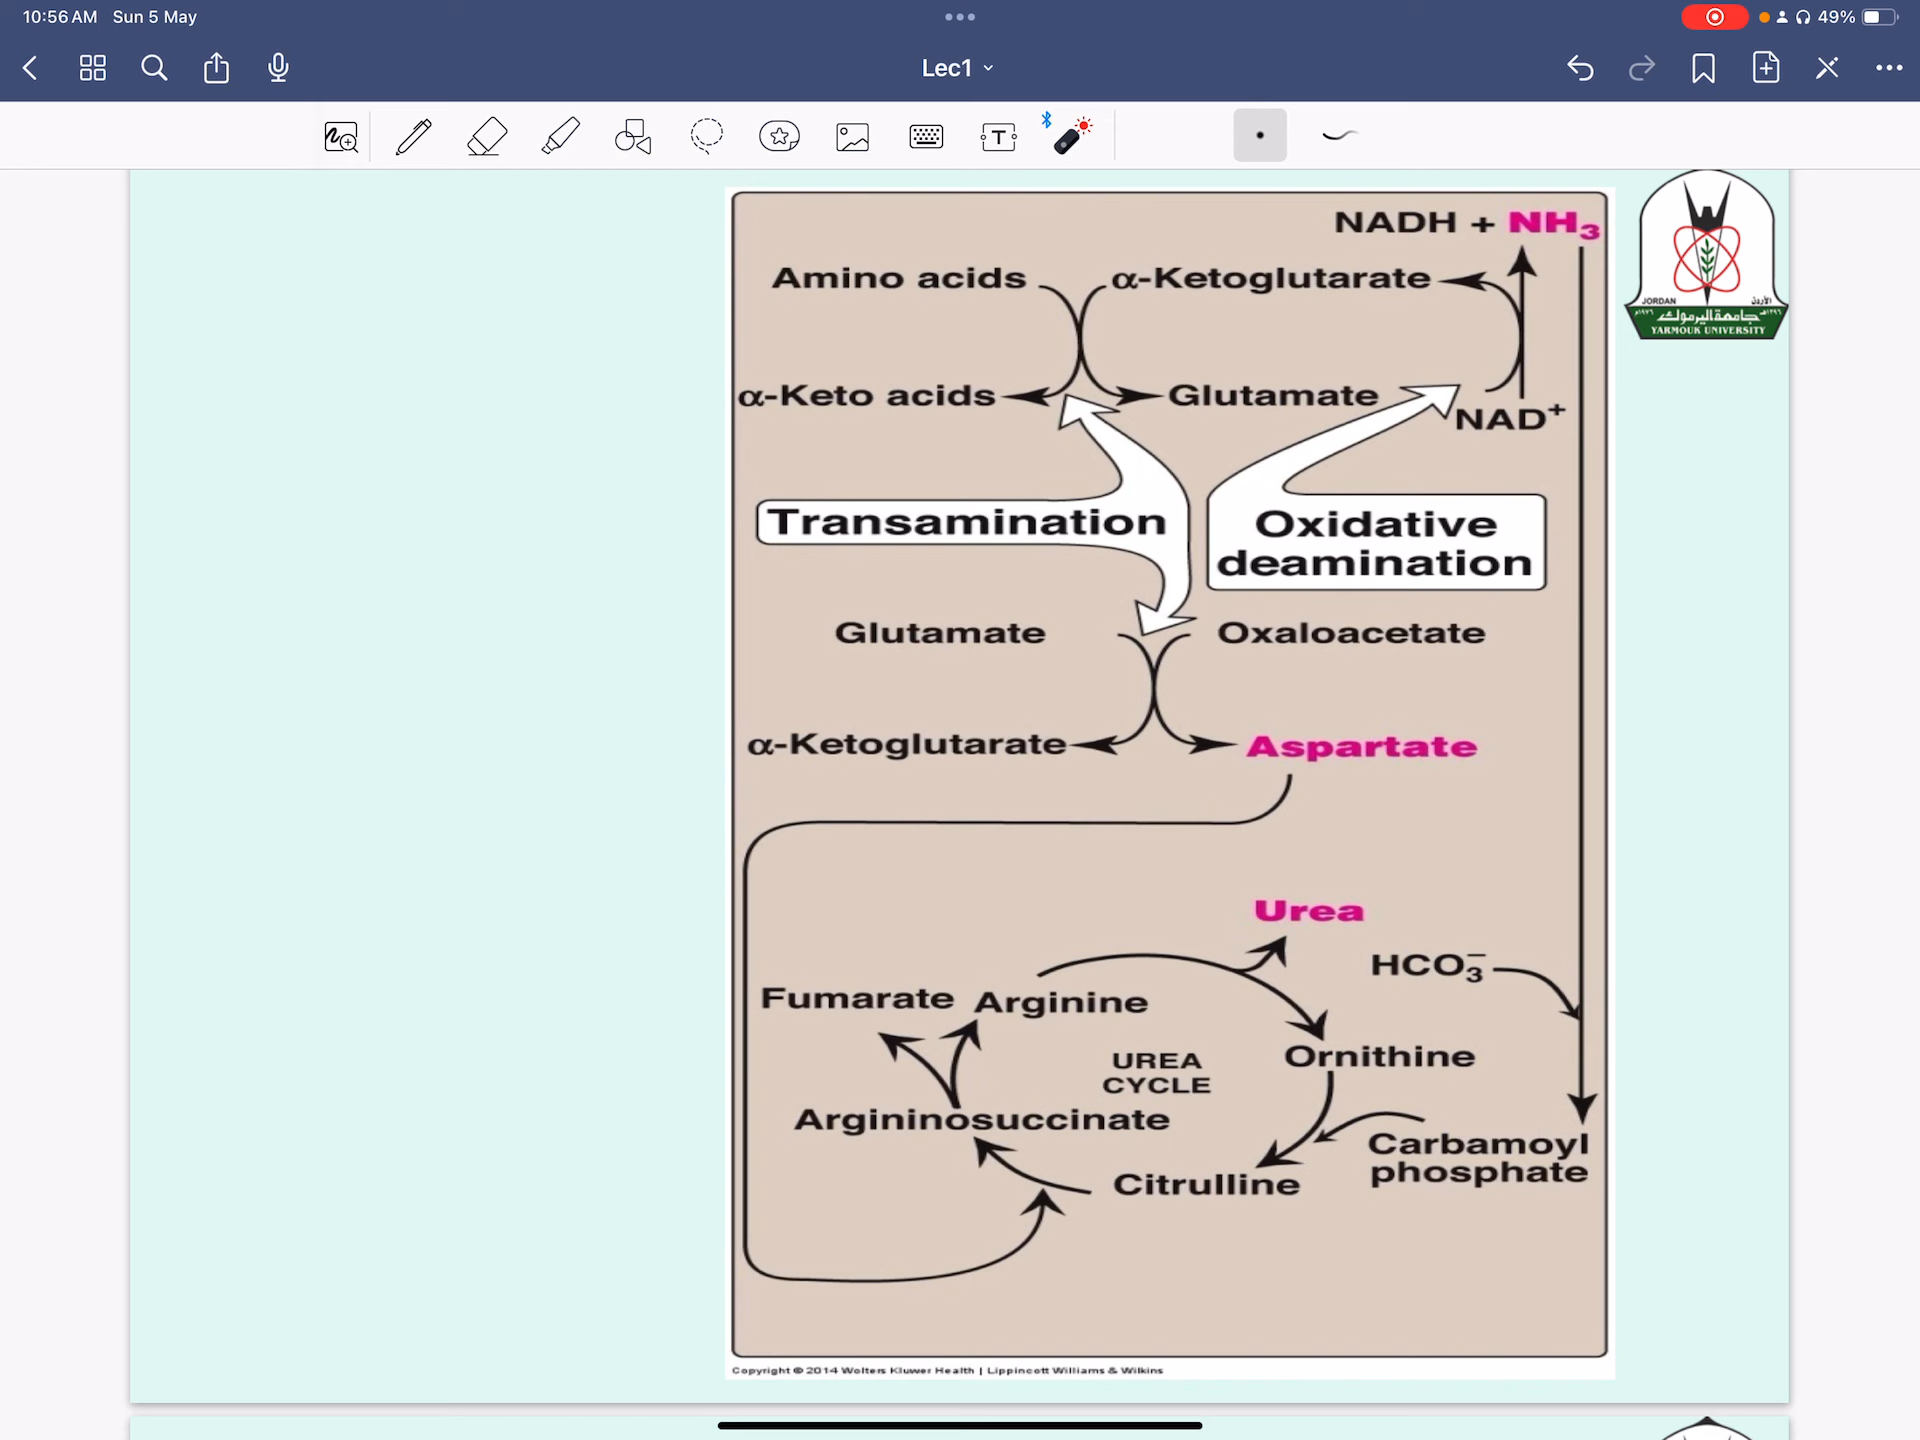 10:56 AM Sun 5 May
49%
Lec1
T
NADH + NH₃
Amino acids
α-Ketoglutarate
α-Keto acids
Glutamate
NAD⁺
Transamination
Oxidative
deamination
Glutamate
Oxaloacetate
α-Ketoglutarate
Aspartate
Urea
HCO₃⁻
Fumarate
Arginine
UREA
CYCLE
Ornithine
Argininosuccinate
Carbamoyl
phosphate
Citrulline
Copyright © 2014 Wolters Kluwer Health | Lippincott Williams & Wilkins
JORDAN الأردن
جامعة اليرموك
YARMOUK UNIVERSITY